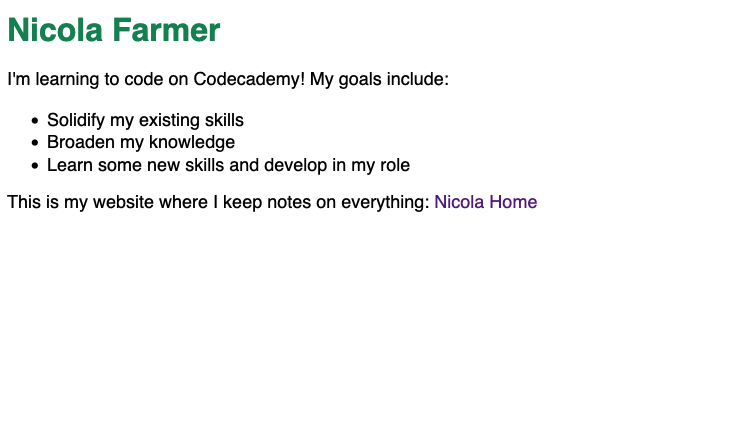 Nicola Farmer
I'm learning to code on Codecademy! My goals include:
• Solidify my existing skills
• Broaden my knowledge
• Learn some new skills and develop in my role
This is my website where I keep notes on everything: Nicola Home